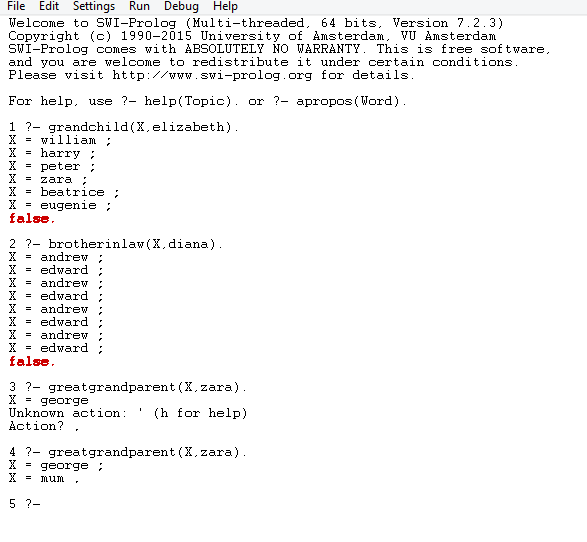 File Edit Settings Run Debug Help
Welcome to SWI-Prolog (Multi-threaded, 64 bits, Version 7.2.3)
Copyright (c) 1990-2015 University of Amsterdam, VU Amsterdam
SWI-Prolog comes with ABSOLUTELY NO WARRANTY. This is free software,
and you are welcome to redistribute it under certain conditions.
Please visit http://www.swi-prolog.org for details.
For help, use ?- help(Topic). or ?- apropos(Word).
1 ?- grandchild(X,elizabeth).
X = william ;
X = harry ;
X = peter ;
X = zara ;
X = beatrice ;
X = eugenie ;
false.
2 ?- brotherinlaw(X,diana).
X = andrew ;
X = edward ;
X = andrew ;
X = edward ;
X = andrew ;
X = edward ;
X = andrew ;
X = edward ;
false.
3 ?- greatgrandparent(X,zara).
X = george
Unknown action: ' (h for help)
Action? .
4 ?- greatgrandparent(X,zara).
X = george ;
X = mum .
5 ?-